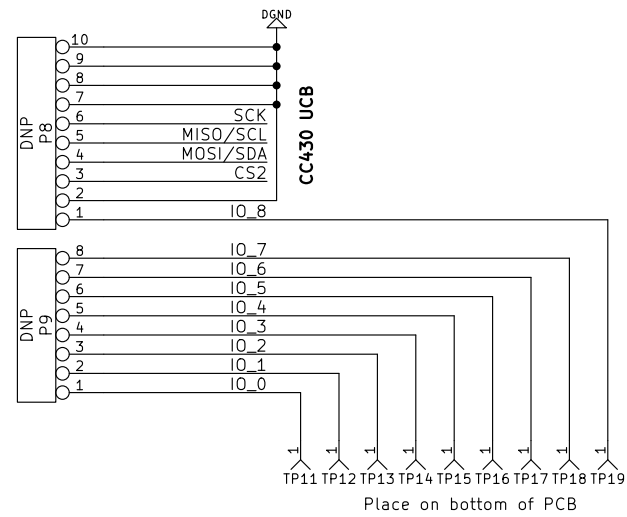 DGND
10
9
8
7
6 SCK
5 MISO/SCL
4 MOSI/SDA
3 CS2
2
1 IO_8
DNP
P8
CC430 UCB
8 IO_7
7 IO_6
6 IO_5
5 IO_4
4 IO_3
3 IO_2
2 IO_1
1 IO_0
DNP
P9
1 1 1 1 1 1 1 1 1
TP11 TP12 TP13 TP14 TP15 TP16 TP17 TP18 TP19
Place on bottom of PCB